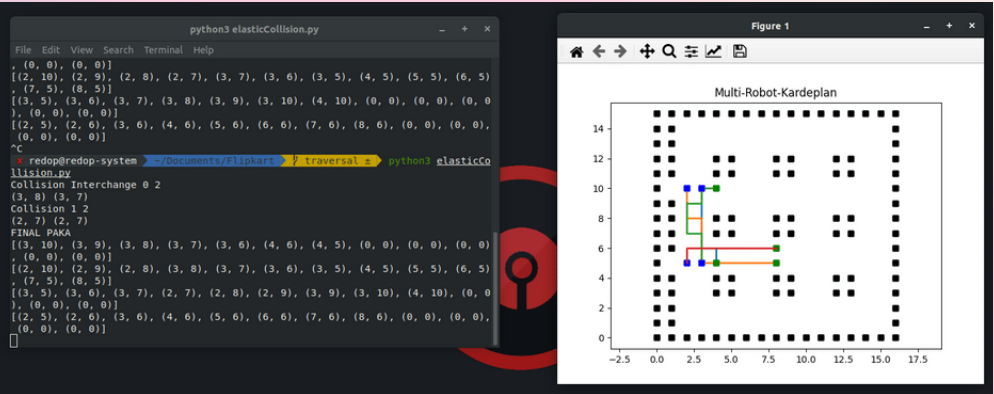 python3 elasticCollision.py
File Edit View Search Terminal Help
, (0, 0), (0, 0)]
[(2, 10), (2, 9), (2, 8), (2, 7), (3, 7), (3, 6), (3, 5), (4, 5), (5, 5), (6, 5)
, (7, 5), (8, 5)]
[(3, 5), (3, 6), (3, 7), (3, 8), (3, 9), (3, 10), (4, 10), (0, 0), (0, 0), (0, 0
), (0, 0), (0, 0)]
[(2, 5), (2, 6), (3, 6), (4, 6), (5, 6), (6, 6), (7, 6), (8, 6), (0, 0), (0, 0),
(0, 0), (0, 0)]
^C
x redop@redop-system ~/Documents/Flipkart traversal ± python3 elasticCo
llision.py
Collision Interchange 0 2
(3, 8) (3, 7)
Collision 1 2
(2, 7) (2, 7)
FINAL PAKA
[(3, 10), (3, 9), (3, 8), (3, 7), (3, 6), (4, 6), (4, 5), (0, 0), (0, 0), (0, 0)
, (0, 0), (0, 0)]
[(2, 10), (2, 9), (2, 8), (3, 8), (3, 7), (3, 6), (3, 5), (4, 5), (5, 5), (6, 5)
, (7, 5), (8, 5)]
[(3, 5), (3, 6), (3, 7), (2, 7), (2, 8), (2, 9), (3, 9), (3, 10), (4, 10), (0, 0
), (0, 0), (0, 0)]
[(2, 5), (2, 6), (3, 6), (4, 6), (5, 6), (6, 6), (7, 6), (8, 6), (0, 0), (0, 0),
(0, 0), (0, 0)]
Figure 1
Multi-Robot-Kardeplan
14
12
10
8
6
4
2
0
−2.5 0.0 2.5 5.0 7.5 10.0 12.5 15.0 17.5